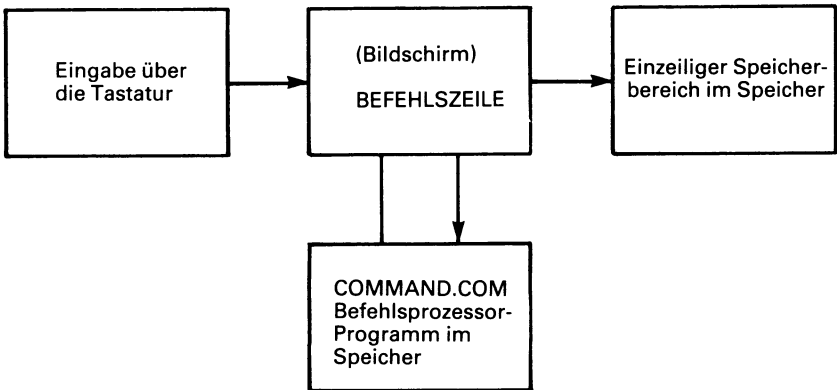 Eingabe über
die Tastatur
(Bildschirm)
BEFEHLSZEILE
Einzeiliger Speicher-
bereich im Speicher
COMMAND.COM
Befehlsprozessor-
Programm im
Speicher